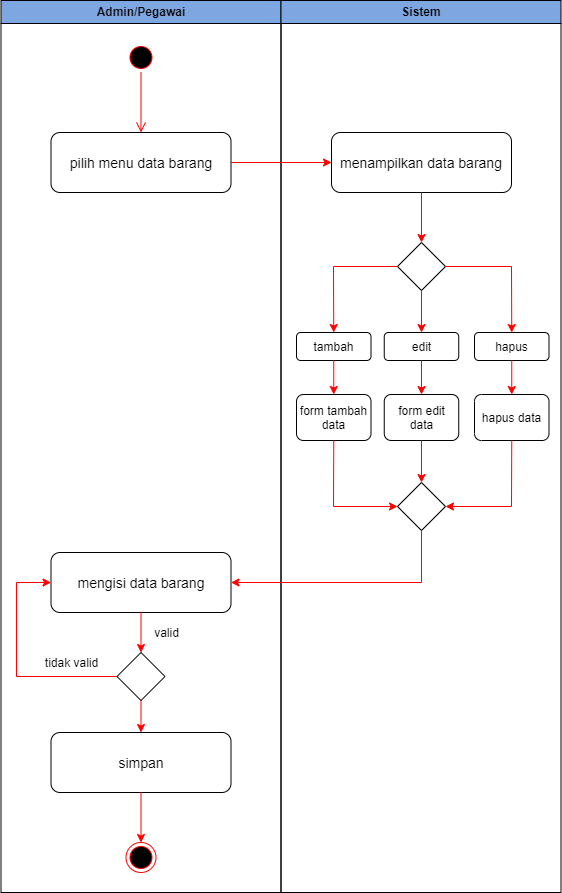 Admin/Pegawai
Sistem
pilih menu data barang
menampilkan data barang
tambah
edit
hapus
form tambah
data
form edit
data
hapus data
mengisi data barang
valid
tidak valid
simpan